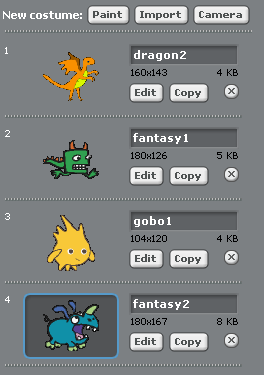 New costume: Paint Import Camera
1
dragon2
160x143 4 KB
Edit Copy
2
fantasy1
180x126 5 KB
Edit Copy
3
gobo1
104x120 4 KB
Edit Copy
4
fantasy2
180x167 8 KB
Edit Copy